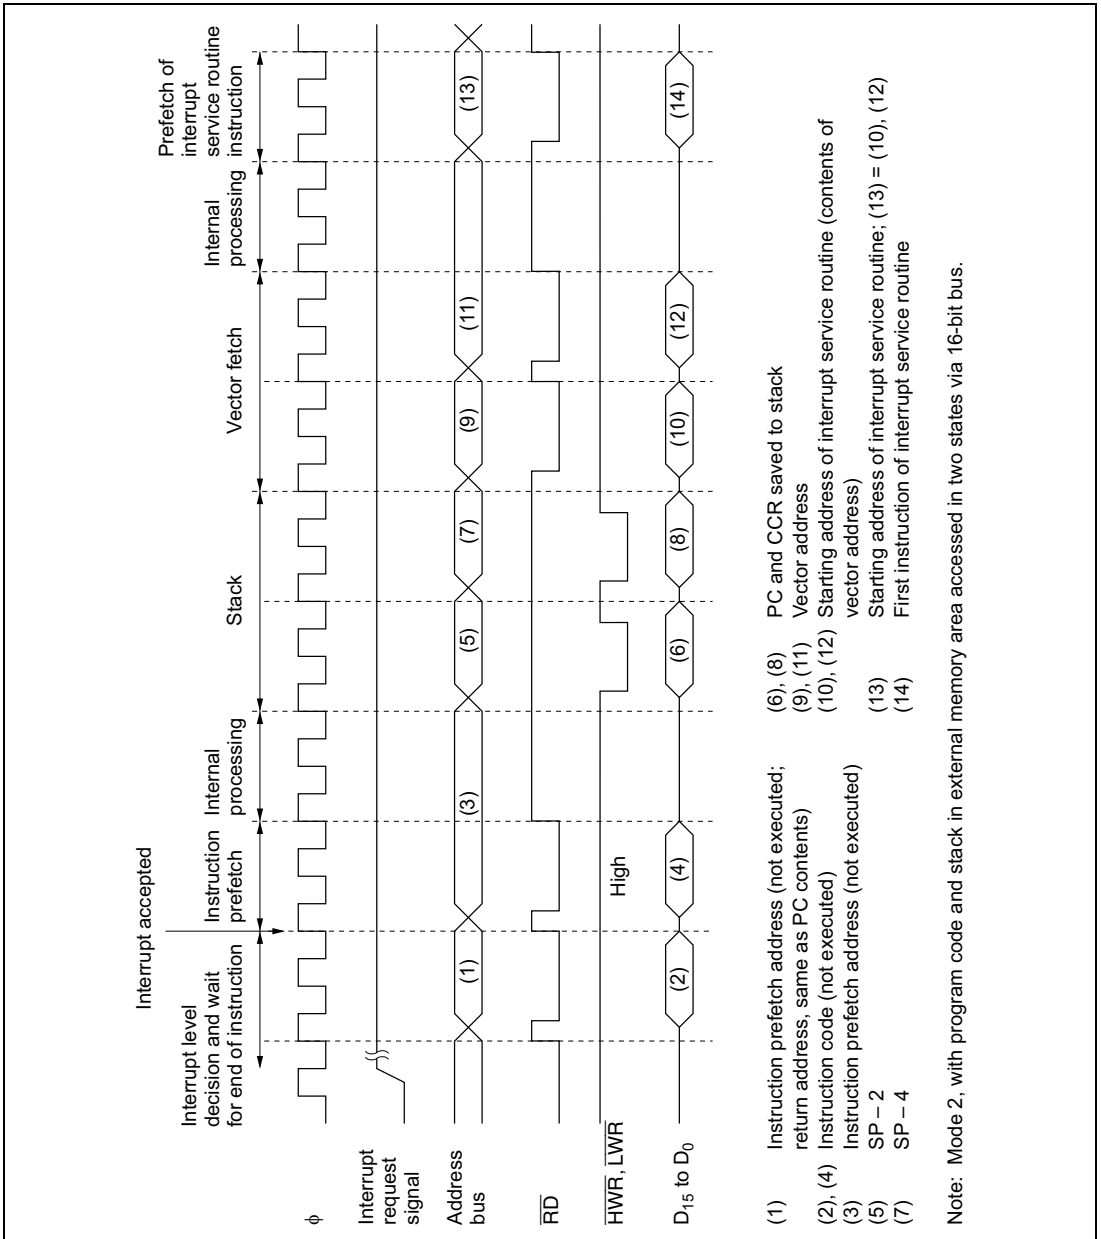 Interrupt accepted
Interrupt level
decision and wait
for end of instruction
Instruction
prefetch
Internal
processing
Stack
Vector fetch
Internal
processing
Prefetch of
interrupt
service routine
instruction
φ
Interrupt
request
signal
Address
bus
(1)
(3)
(5)
(7)
(9)
(11)
(13)
RD
HWR, LWR
High
D15 to D0
(2)
(4)
(6)
(8)
(10)
(12)
(14)
(1) Instruction prefetch address (not executed;
return address, same as PC contents)
(2), (4) Instruction code (not executed)
(3) Instruction prefetch address (not executed)
(5) SP – 2
(7) SP – 4
(6), (8) PC and CCR saved to stack
(9), (11) Vector address
(10), (12) Starting address of interrupt service routine (contents of
vector address)
(13) Starting address of interrupt service routine; (13) = (10), (12)
(14) First instruction of interrupt service routine
Note: Mode 2, with program code and stack in external memory area accessed in two states via 16-bit bus.